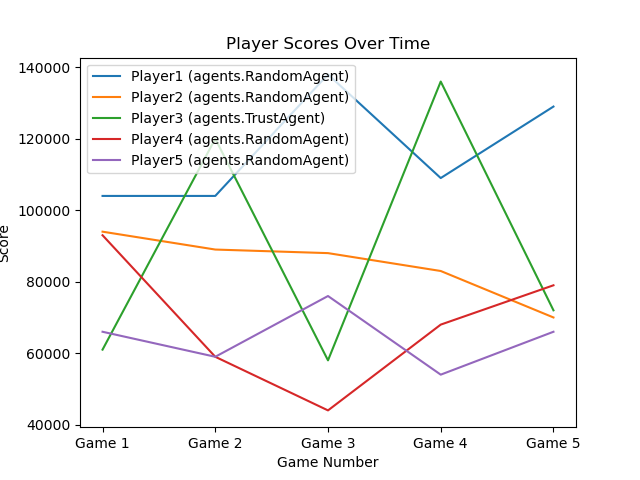 Player Scores Over Time
140000
120000
100000
80000
60000
40000
Score
Player1 (agents.RandomAgent)
Player2 (agents.RandomAgent)
Player3 (agents.TrustAgent)
Player4 (agents.RandomAgent)
Player5 (agents.RandomAgent)
Game 1 Game 2 Game 3 Game 4 Game 5
Game Number